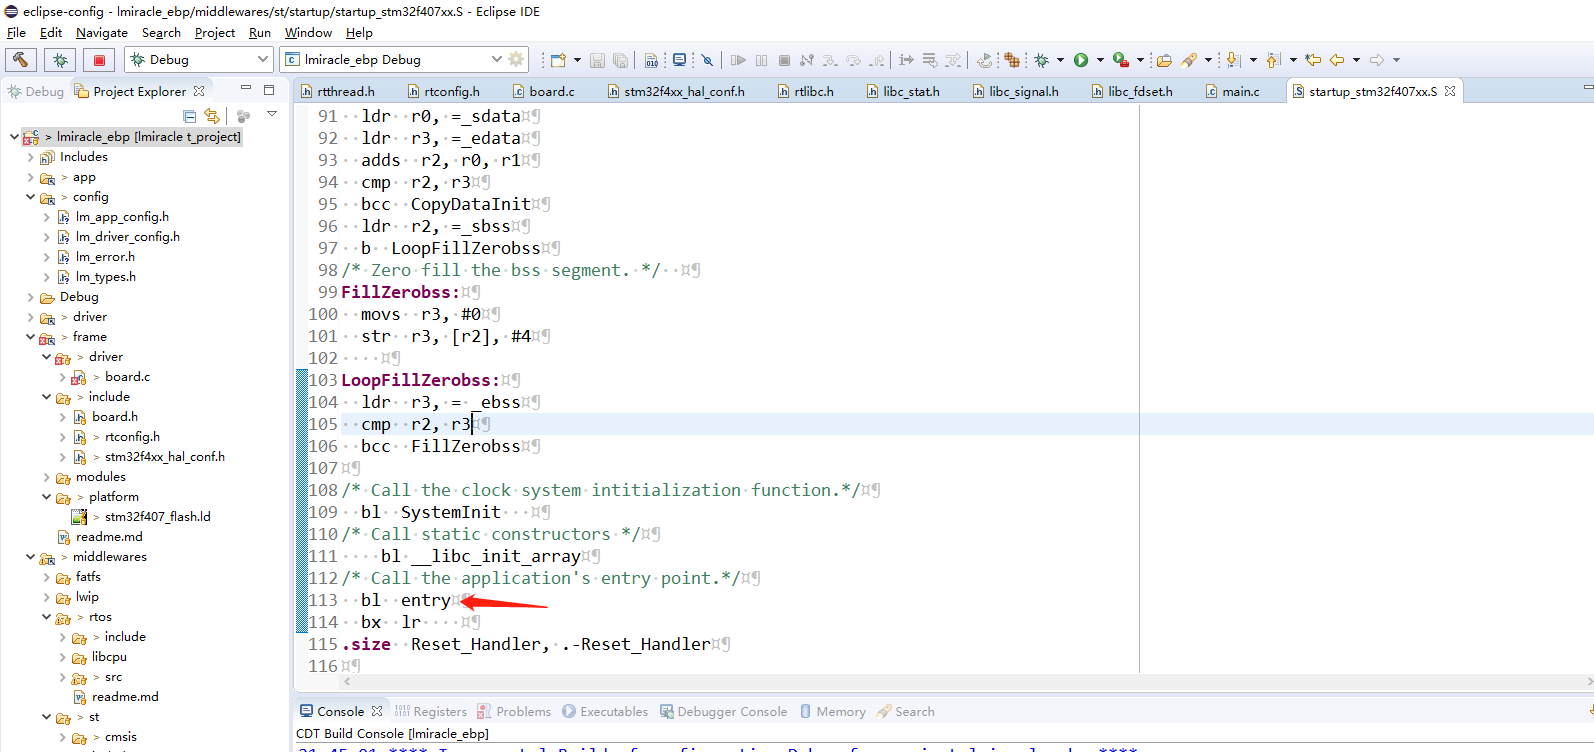 eclipse-config - lmiracle_ebp/middlewares/st/startup/startup_stm32f407xx.S - Eclipse IDE
File Edit Navigate Search Project Run Window Help
Debug lmiracle_ebp Debug
Debug Project Explorer
rtthread.h rtconfig.h board.c stm32f4xx_hal_conf.h rtlibc.h libc_stat.h libc_signal.h libc_fdset.h main.c startup_stm32f407xx.S
> lmiracle_ebp [lmiracle t_project]
Includes
> app
> config
lm_app_config.h
lm_driver_config.h
lm_error.h
lm_types.h
Debug
> driver
> frame
> driver
> board.c
> include
board.h
> rtconfig.h
> stm32f4xx_hal_conf.h
modules
> platform
> stm32f407_flash.ld
readme.md
> middlewares
fatfs
lwip
> rtos
> include
libcpu
> src
readme.md
> st
> cmsis
91 ldr r0, =_sdata
92 ldr r3, =_edata
93 adds r2, r0, r1
94 cmp r2, r3
95 bcc CopyDataInit
96 ldr r2, =_sbss
97 b LoopFillZerobss
98 /* Zero fill the bss segment. */
99 FillZerobss:
100 movs r3, #0
101 str r3, [r2], #4
102
103 LoopFillZerobss:
104 ldr r3, = _ebss
105 cmp r2, r3
106 bcc FillZerobss
107
108 /* Call the clock system intitialization function.*/
109 bl SystemInit
110 /* Call static constructors */
111 bl __libc_init_array
112 /* Call the application's entry point.*/
113 bl entry
114 bx lr
115 .size Reset_Handler, .-Reset_Handler
116
Console Registers Problems Executables Debugger Console Memory Search
CDT Build Console [lmiracle_ebp]